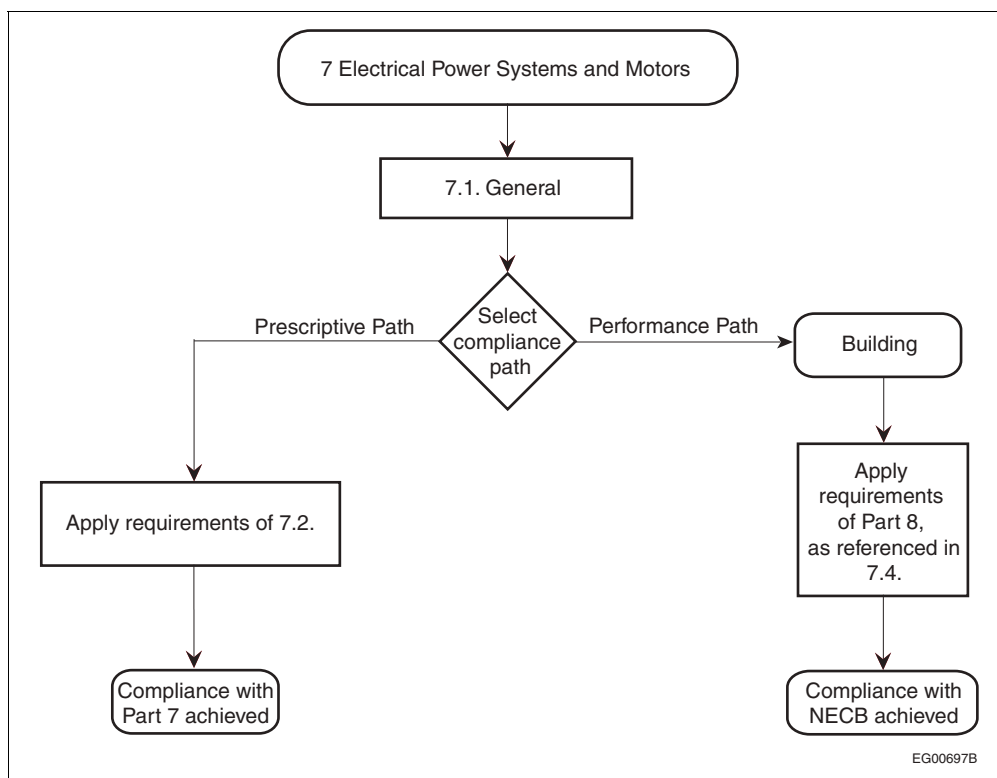 7 Electrical Power Systems and Motors
7.1. General
Select
compliance
path
Prescriptive Path
Performance Path
Building
Apply requirements of 7.2.
Apply
requirements
of Part 8,
as referenced in
7.4.
Compliance with
Part 7 achieved
Compliance with
NECB achieved
EG00697B